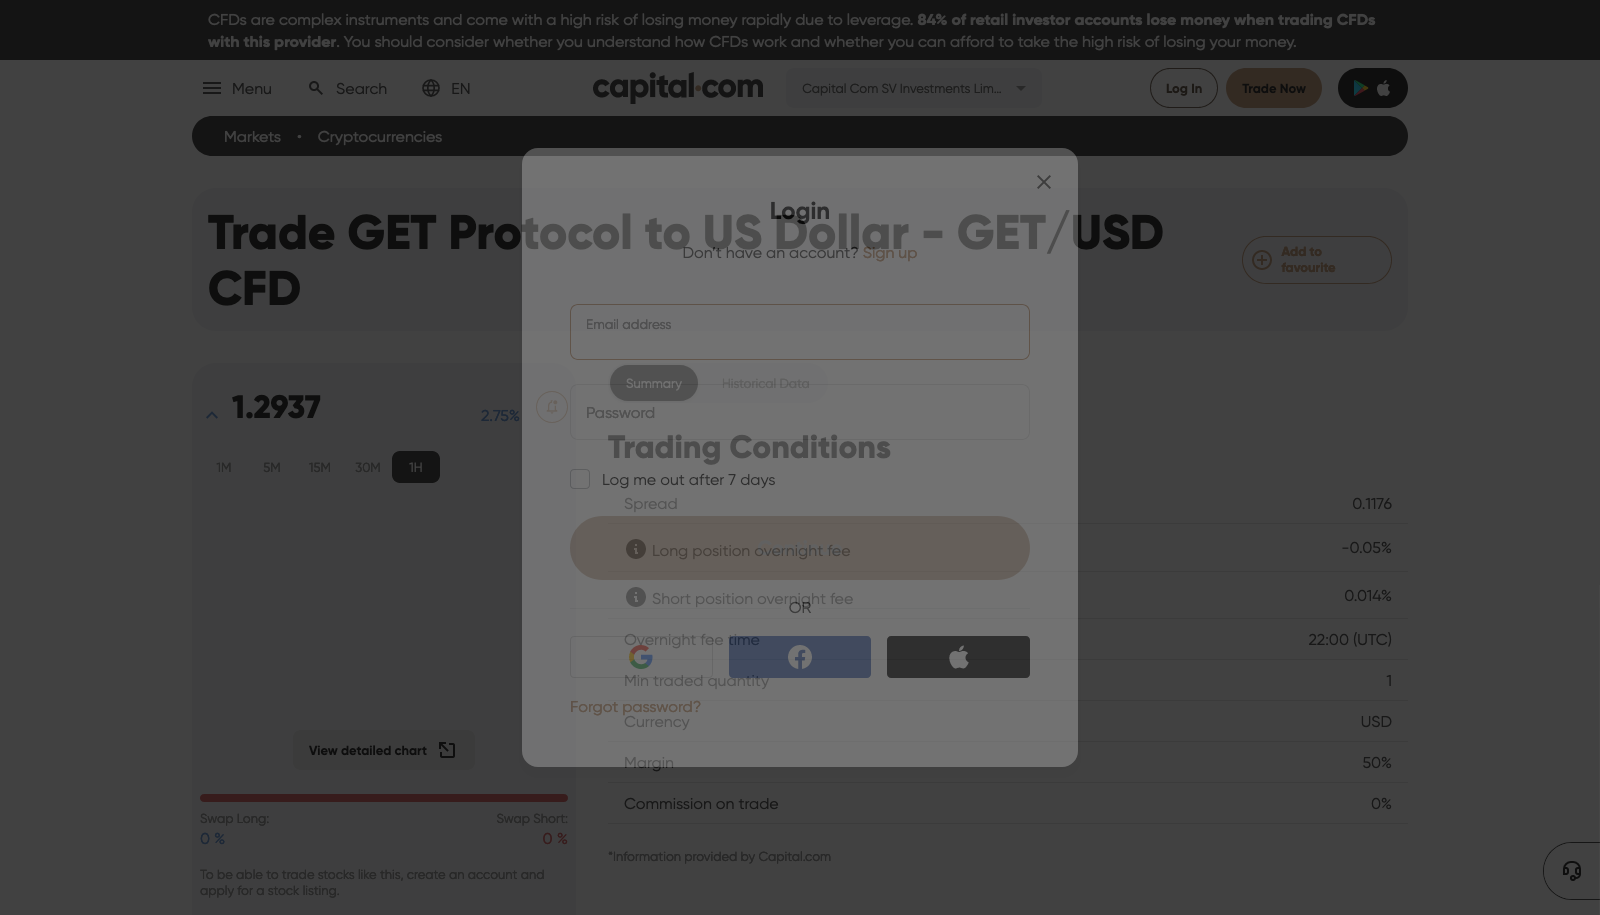 CFDs are complex instruments and come with a high risk of losing money rapidly due to leverage. 84% of retail investor accounts lose money when trading CFDs
with this provider. You should consider whether you understand how CFDs work and whether you can afford to take the high risk of losing your money.
Menu
Search
EN
capital.com
Capital Com SV Investments Lim...
Log In
Trade Now
Markets • Cryptocurrencies
Trade GET Protocol to US Dollar - GET/USD
CFD
Add to
favourite
Login
Don't have an account? Sign up
Email address
Password
Log me out after 7 days
OR
Forgot password?
1.2937
2.75%
1M 5M 15M 30M 1H
View detailed chart
Swap Long: Swap Short:
0 % 0 %
To be able to trade stocks like this, create an account and
apply for a stock listing.
Summary Historical Data
Trading Conditions
Spread 0.1176
Long position overnight fee -0.05%
Short position overnight fee 0.014%
Overnight fee time 22:00 (UTC)
Min traded quantity 1
Currency USD
Margin 50%
Commission on trade 0%
*Information provided by Capital.com